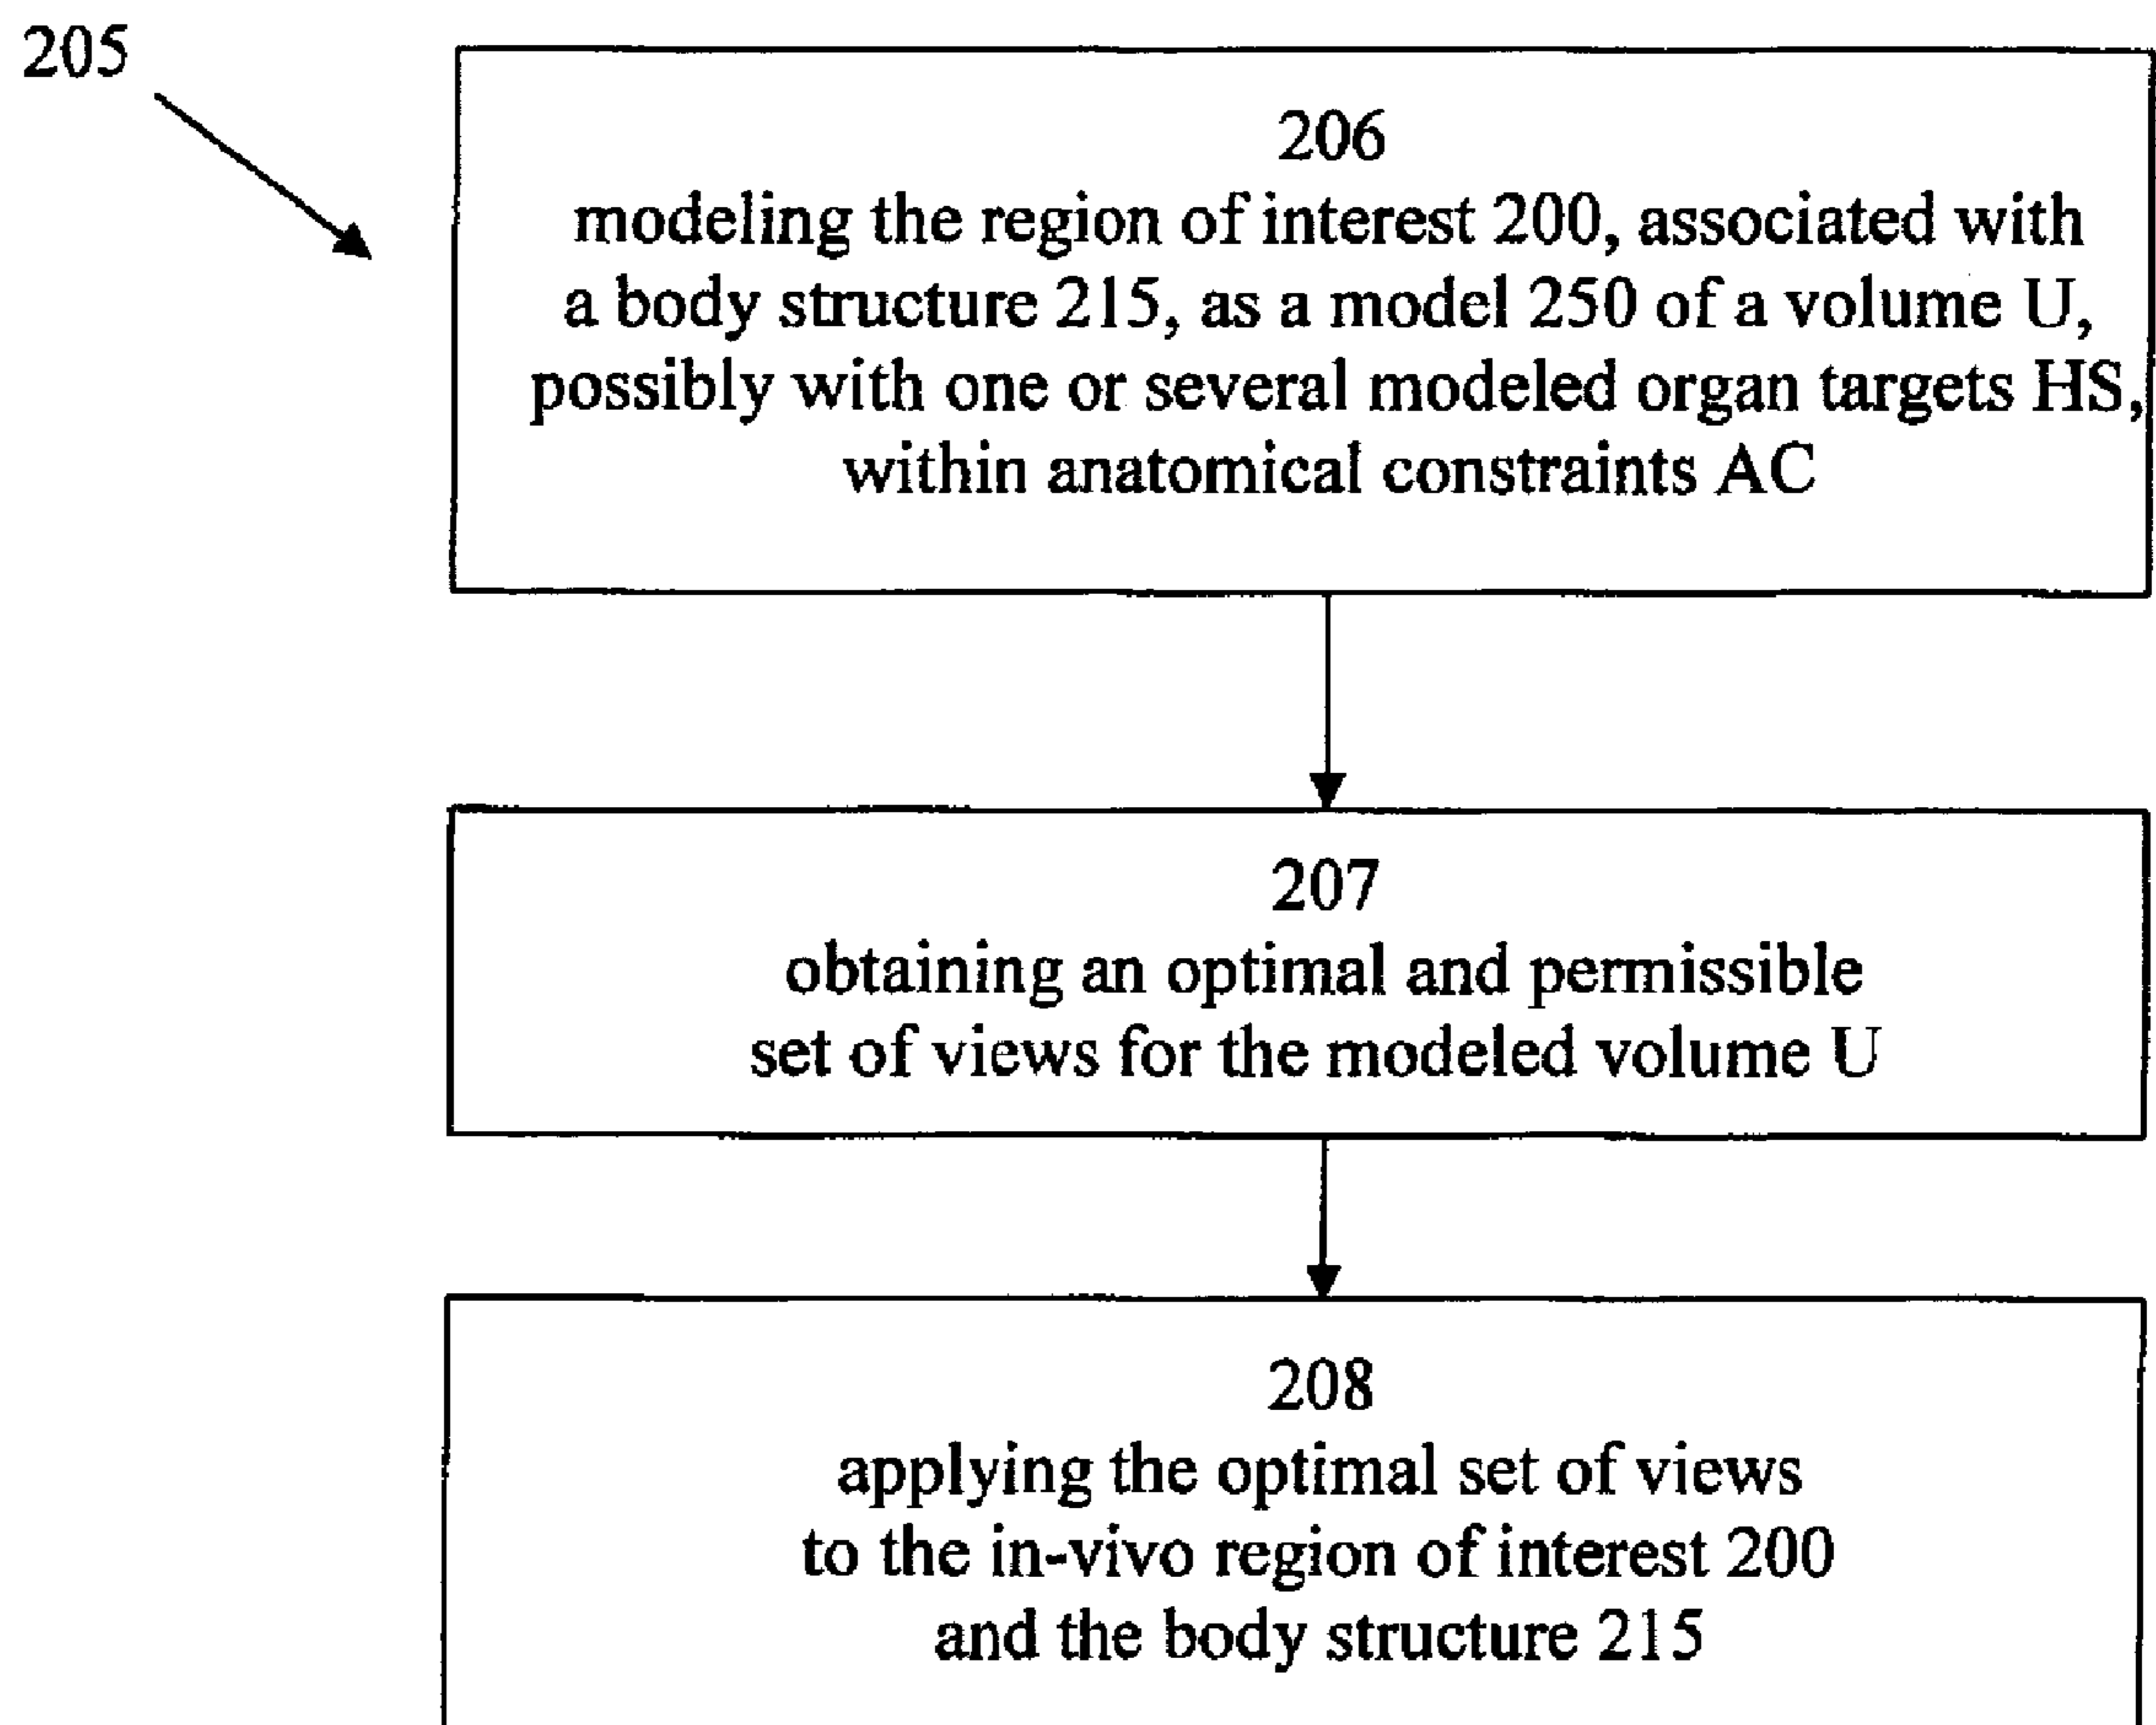 205
206
modeling the region of interest 200, associated with
a body structure 215, as a model 250 of a volume U,
possibly with one or several modeled organ targets HS,
within anatomical constraints AC
207
obtaining an optimal and permissible
set of views for the modeled volume U
208
applying the optimal set of views
to the in-vivo region of interest 200
and the body structure 215